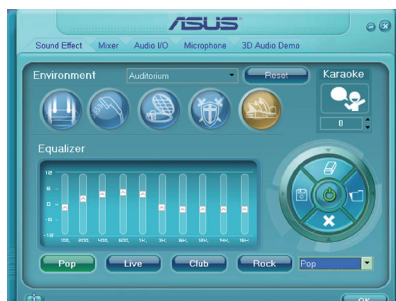 ASUS
Sound Effect Mixer Audio I/O Microphone 3D Audio Demo
Environment Auditorium Reset Karaoke
0
Equalizer
Pop Live Club Rock Pop
OK